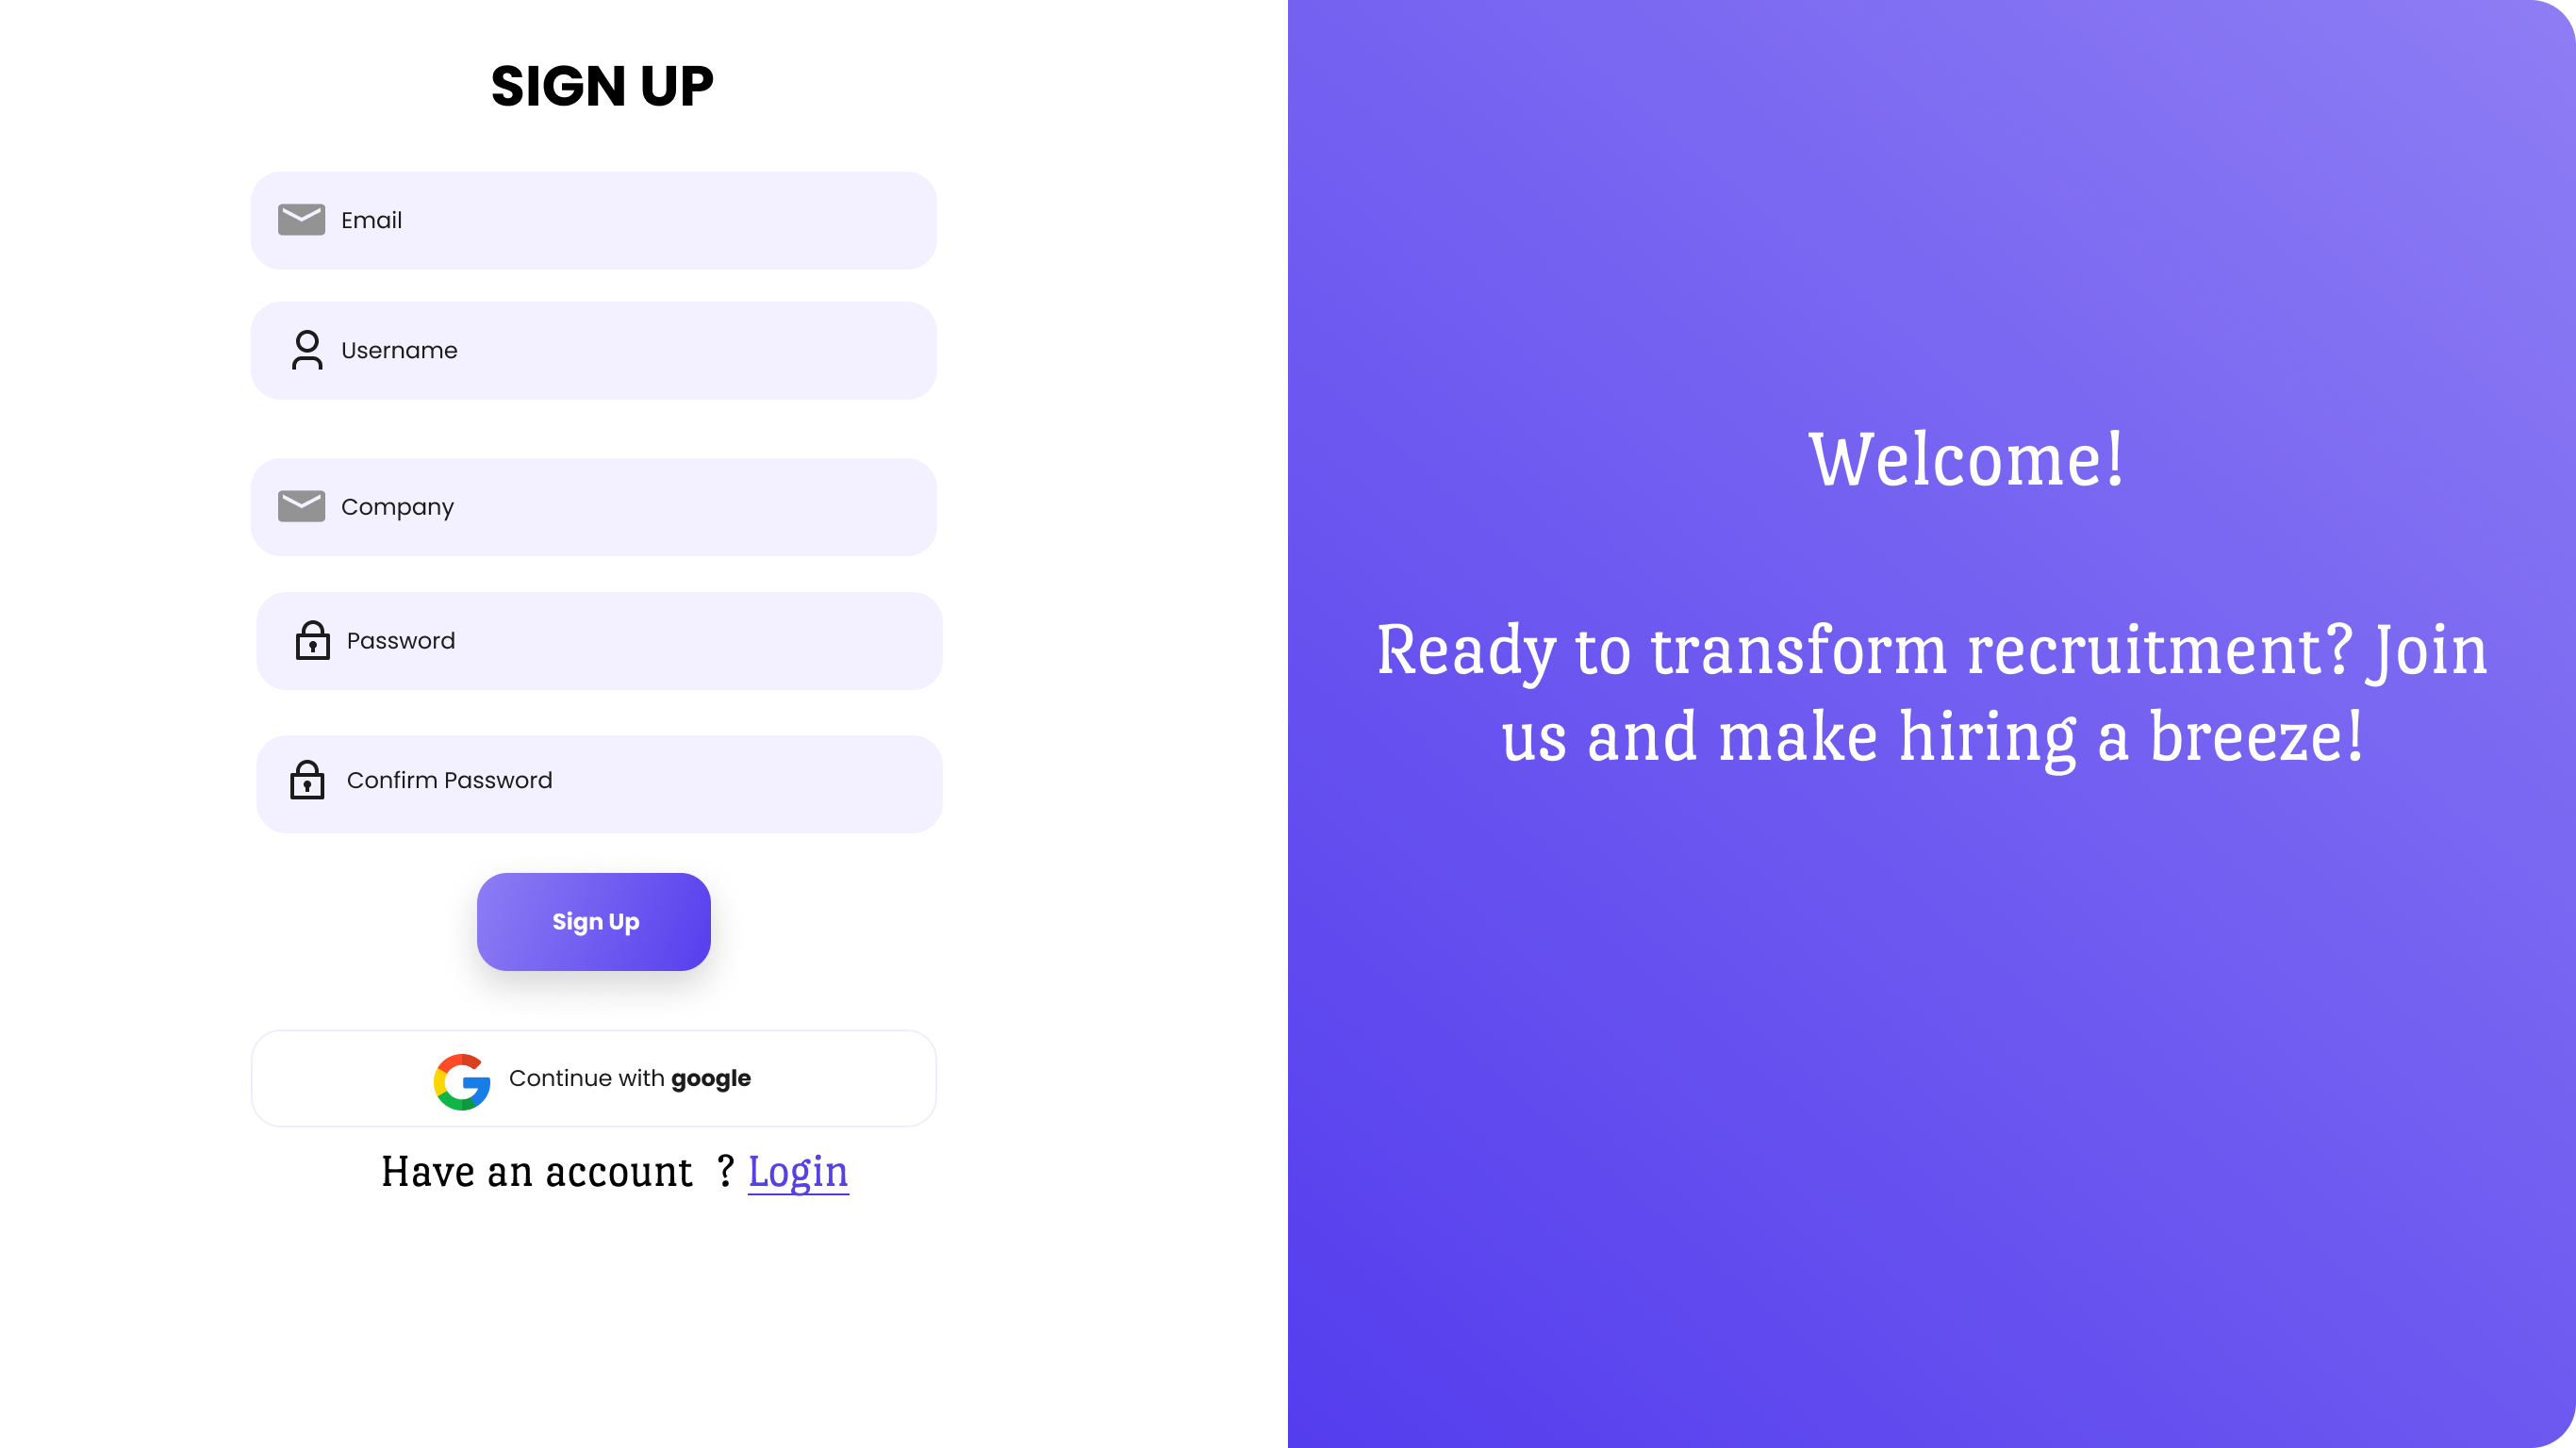 SIGN UP
Email
Username
Company
Password
Confirm Password
Sign Up
Continue with google
Have an account  ? Login
Welcome!
Ready to transform recruitment? Join
us and make hiring a breeze!